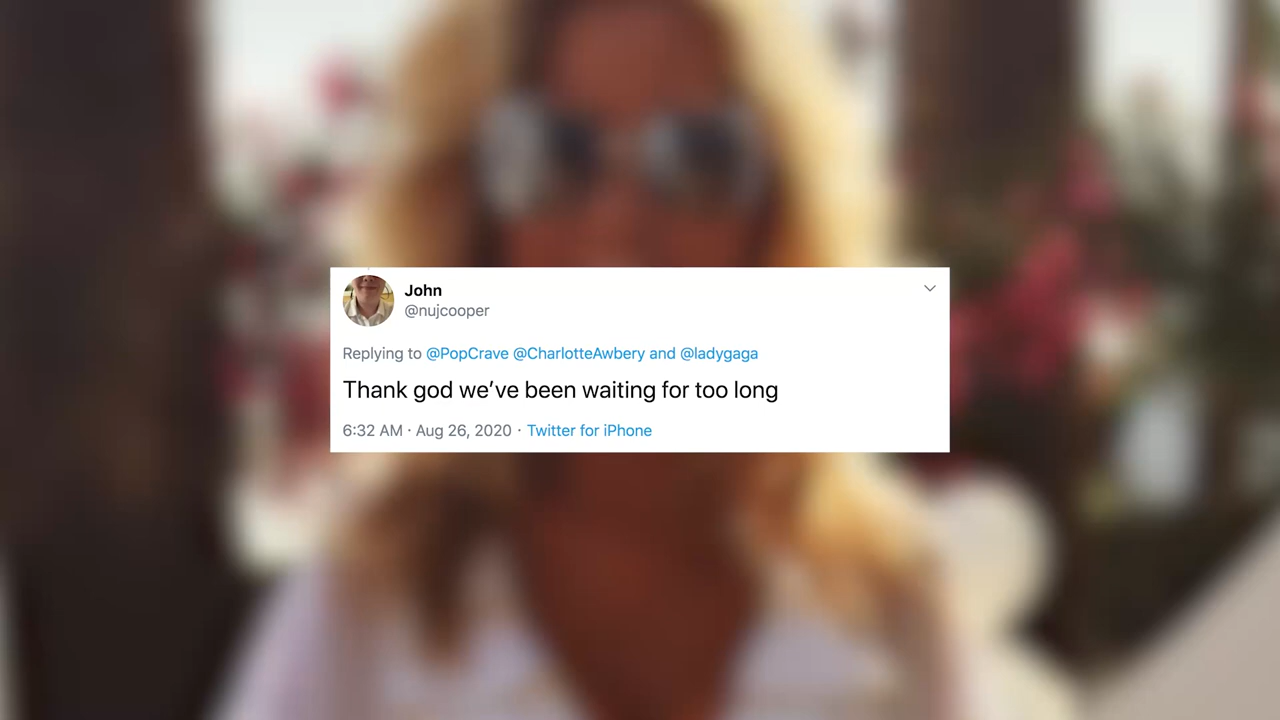 John
@nujcooper
Replying to @PopCrave @CharlotteAwbery and @ladygaga
Thank god we’ve been waiting for too long
6:32 AM · Aug 26, 2020 · Twitter for iPhone